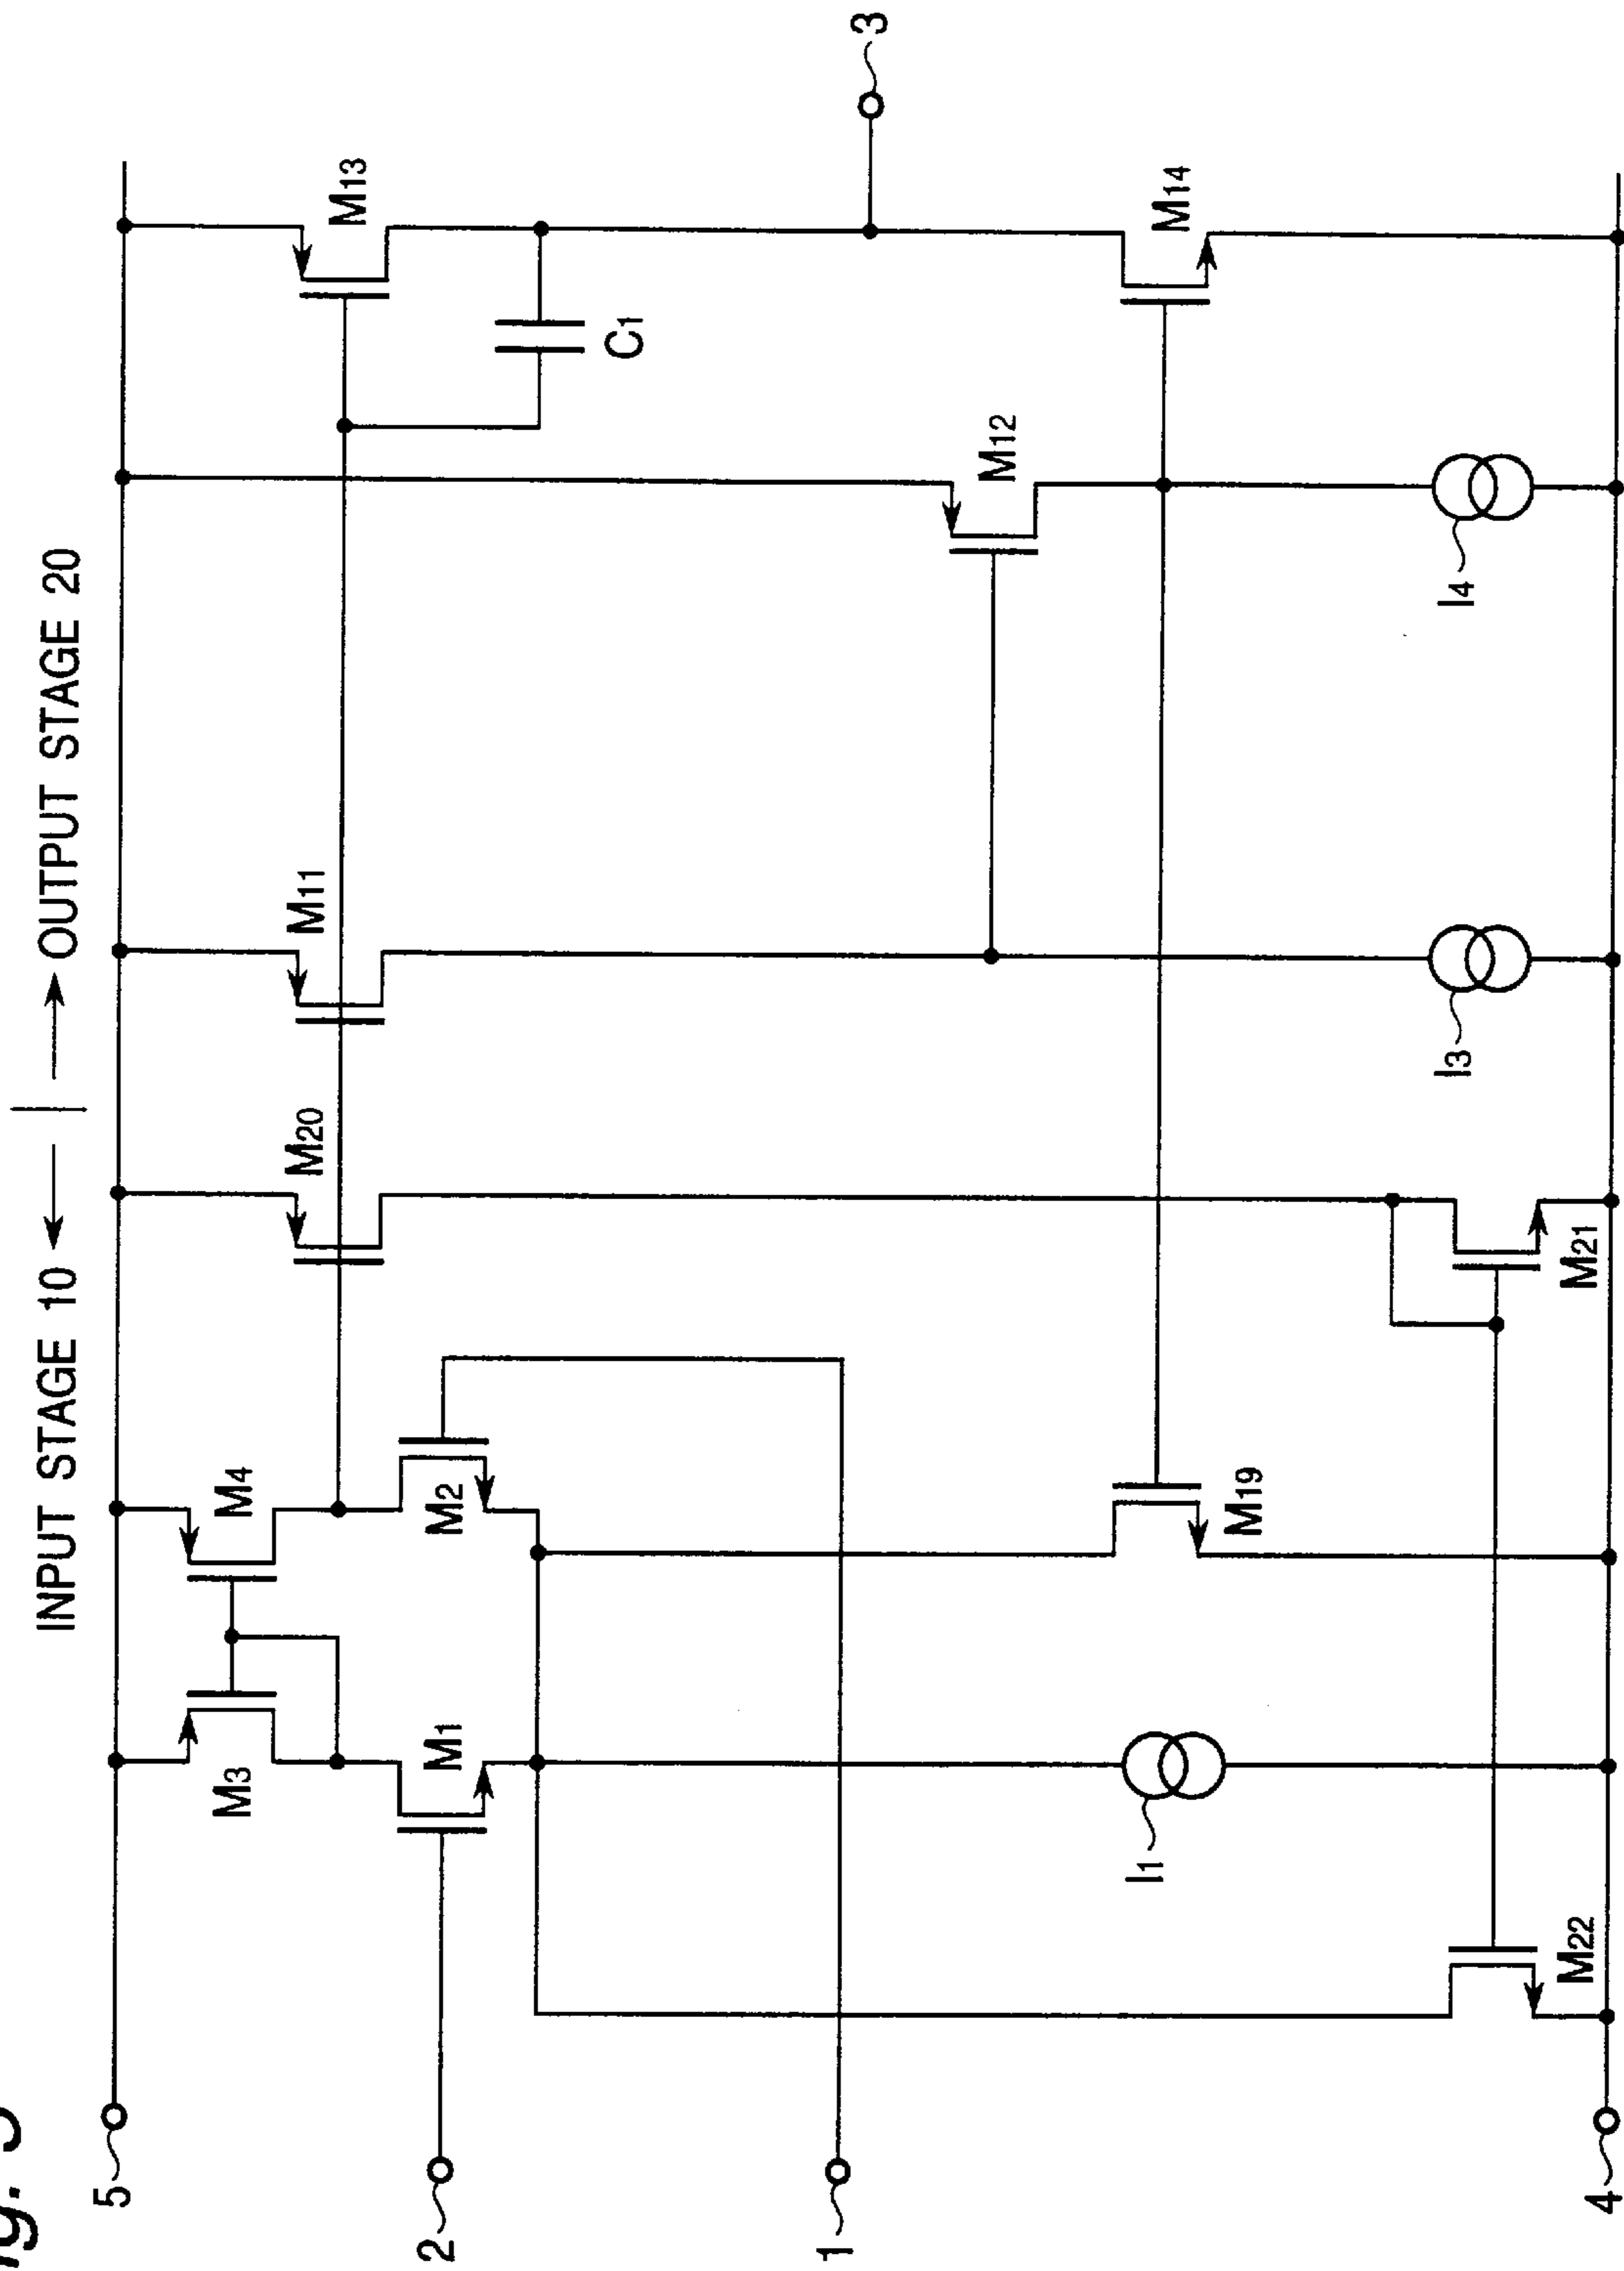 INPUT STAGE 10 ← | → OUTPUT STAGE 20
5
M3
M4
M20
M11
M13
2
M1
M2
C1
3
1
M12
I1
M19
M14
I3
I4
M22
M21
4